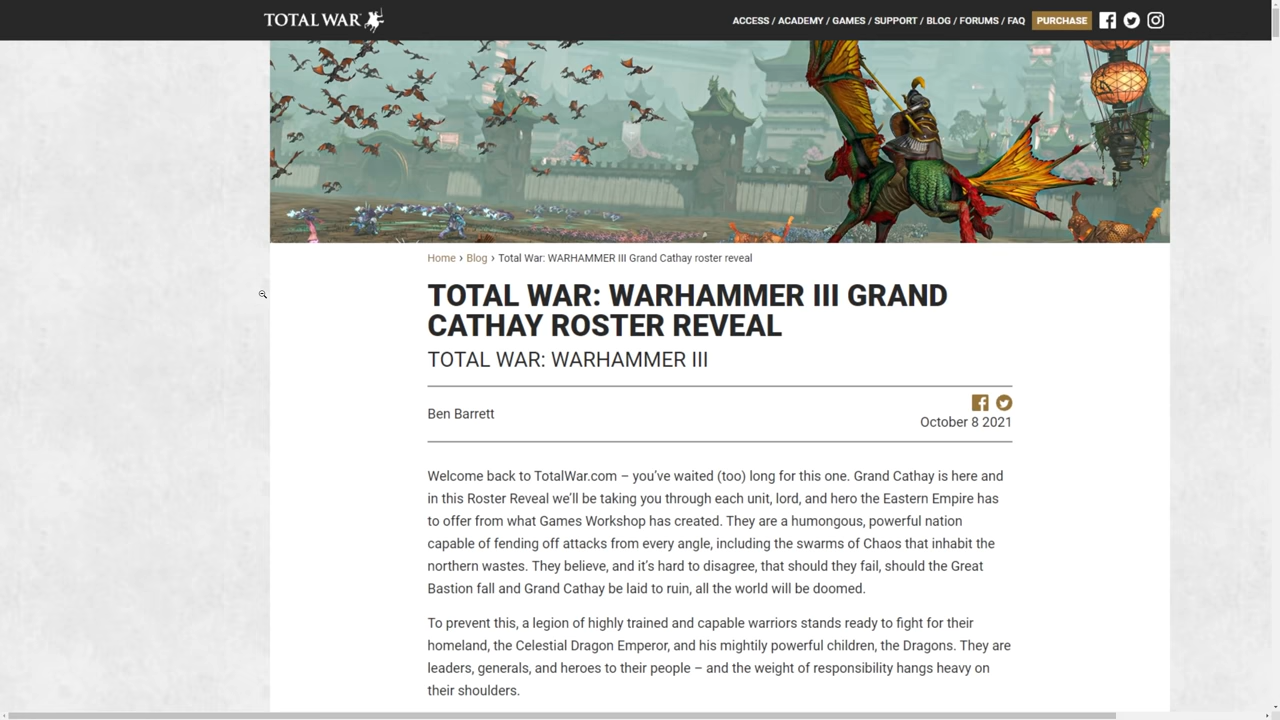 TOTAL WAR
ACCESS / ACADEMY / GAMES / SUPPORT / BLOG / FORUMS / FAQ PURCHASE
Home › Blog › Total War: WARHAMMER III Grand Cathay roster reveal
TOTAL WAR: WARHAMMER III GRAND
CATHAY ROSTER REVEAL
TOTAL WAR: WARHAMMER III
Ben Barrett
October 8 2021
Welcome back to TotalWar.com – you’ve waited (too) long for this one. Grand Cathay is here and
in this Roster Reveal we’ll be taking you through each unit, lord, and hero the Eastern Empire has
to offer from what Games Workshop has created. They are a humongous, powerful nation
capable of fending off attacks from every angle, including the swarms of Chaos that inhabit the
northern wastes. They believe, and it’s hard to disagree, that should they fail, should the Great
Bastion fall and Grand Cathay be laid to ruin, all the world will be doomed.
To prevent this, a legion of highly trained and capable warriors stands ready to fight for their
homeland, the Celestial Dragon Emperor, and his mightily powerful children, the Dragons. They are
leaders, generals, and heroes to their people – and the weight of responsibility hangs heavy on
their shoulders.